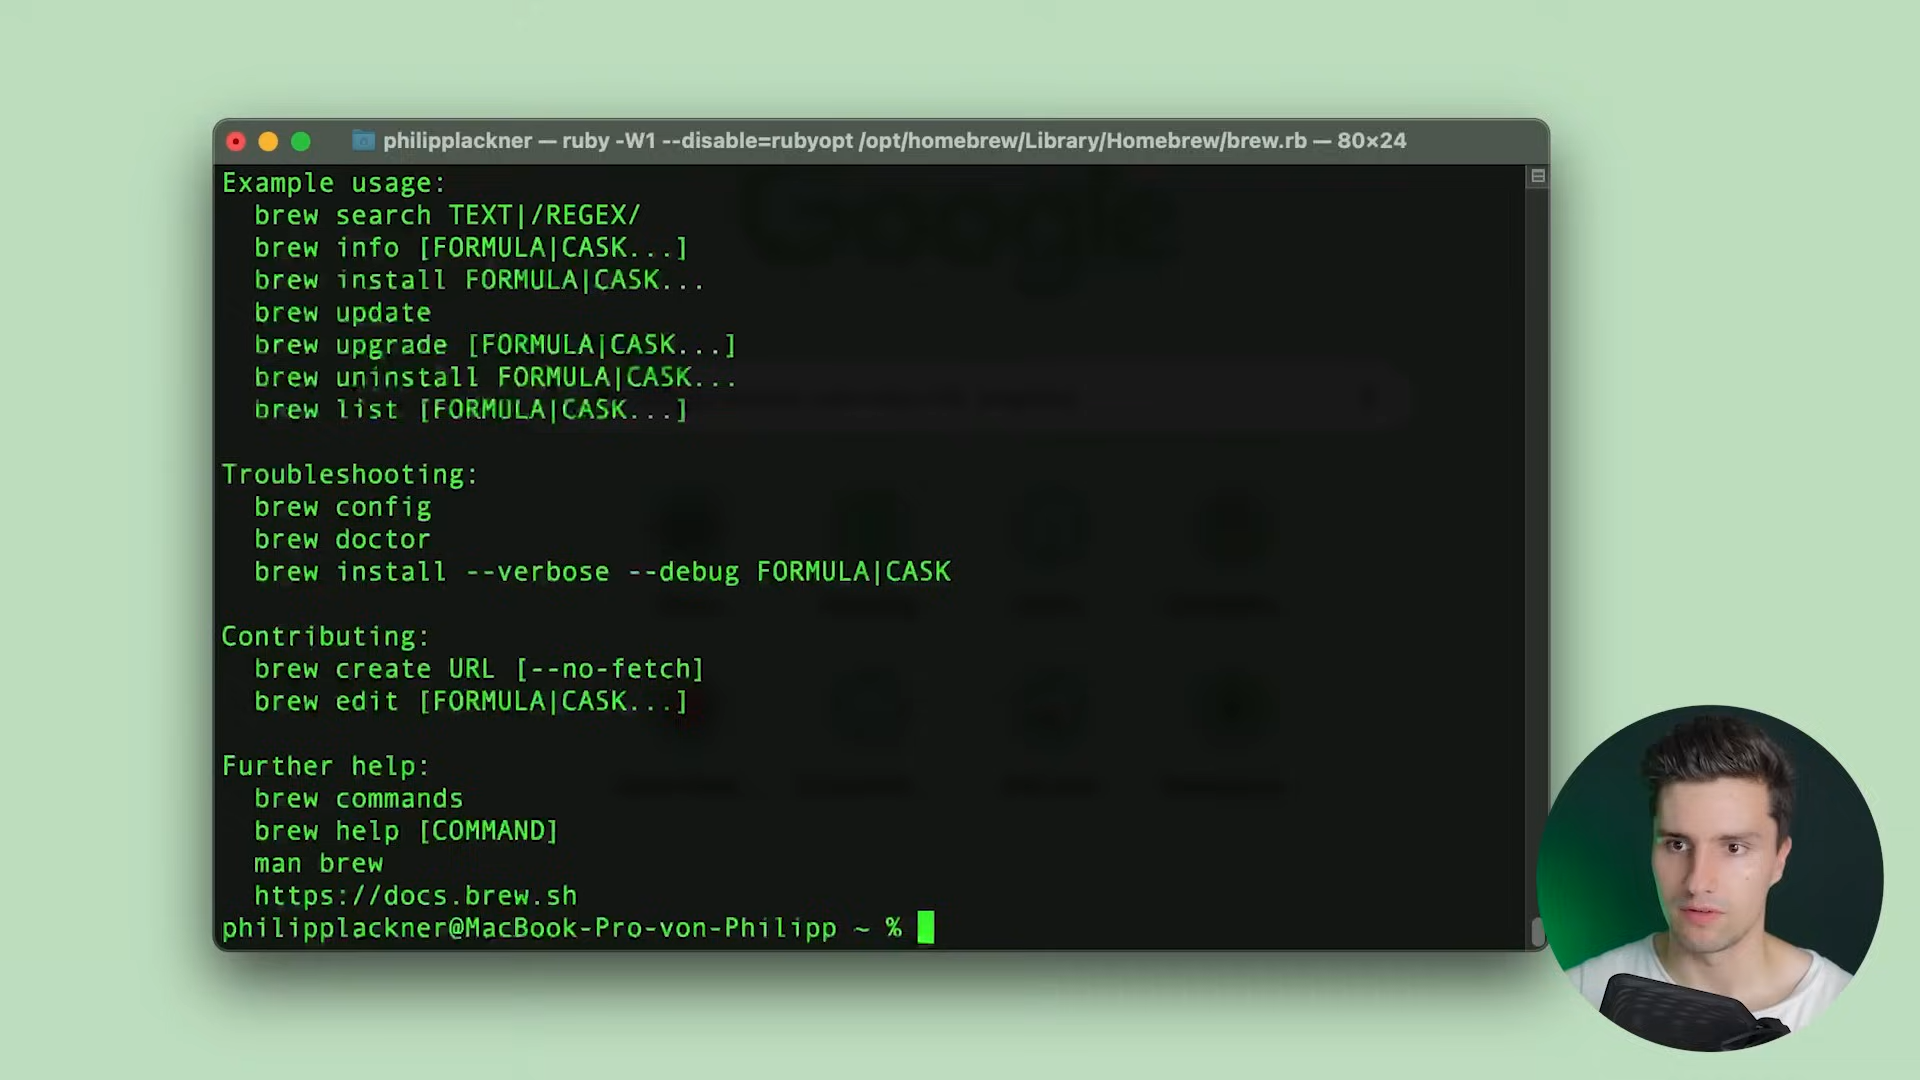 philipplackner — ruby -W1 --disable=rubyopt /opt/homebrew/Library/Homebrew/brew.rb — 80×24
Google
Example usage:
brew search TEXT|/REGEX/
brew info [FORMULA|CASK...]
brew install FORMULA|CASK...
brew update
brew upgrade [FORMULA|CASK...]
brew uninstall FORMULA|CASK...
brew list [FORMULA|CASK...]
Troubleshooting:
brew config
brew doctor
brew install --verbose --debug FORMULA|CASK
Contributing:
brew create URL [--no-fetch]
brew edit [FORMULA|CASK...]
Further help:
brew commands
brew help [COMMAND]
man brew
https://docs.brew.sh
philipplackner@MacBook-Pro-von-Philipp ~ %